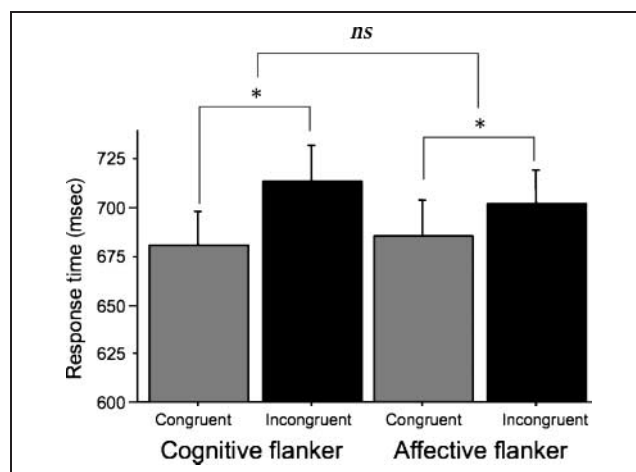 ns
*
*
725
700
675
650
625
600
Response time (msec)
Congruent Incongruent Congruent Incongruent
Cognitive flanker Affective flanker